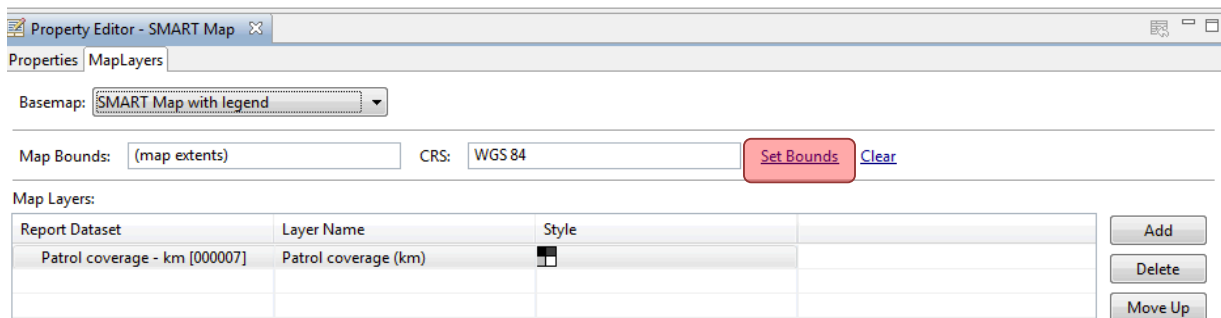 Property Editor - SMART Map
Properties MapLayers
Basemap: SMART Map with legend
Map Bounds: (map extents) CRS: WGS 84 Set Bounds Clear
Map Layers:
Report Dataset Layer Name Style Add
Patrol coverage - km [000007] Patrol coverage (km)
Delete
Move Up